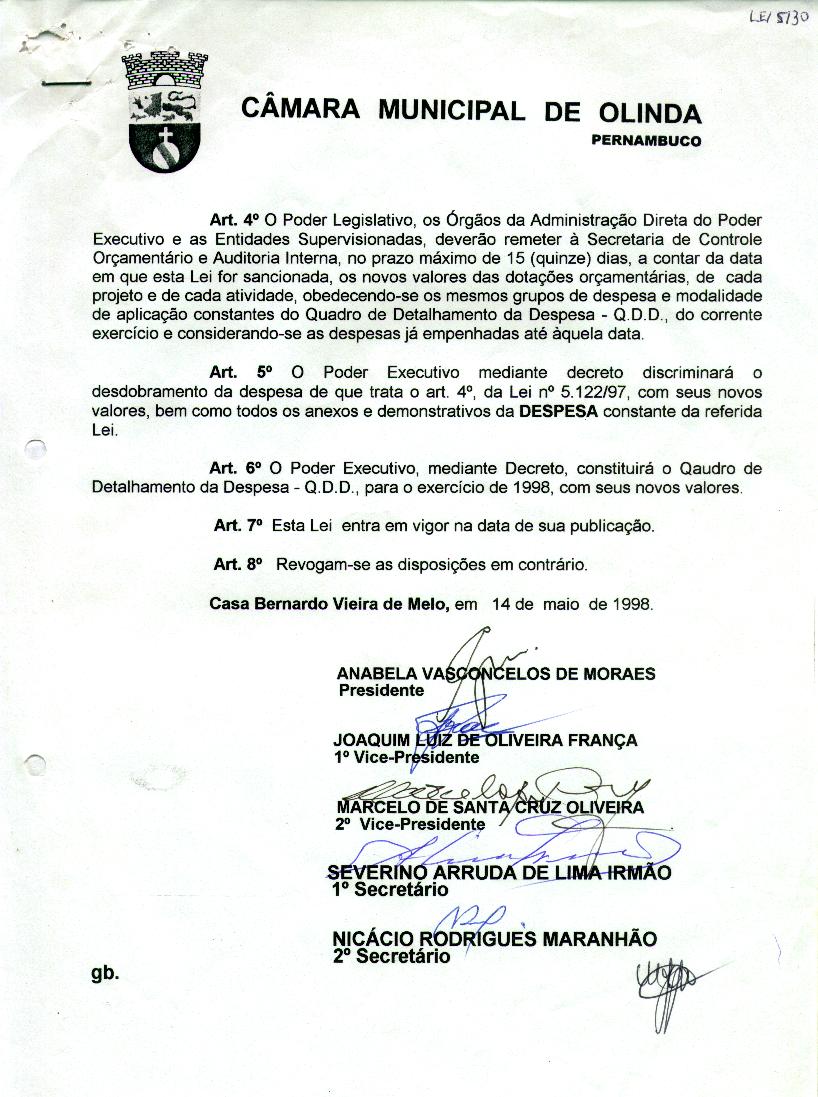 LEI 5130
CÂMARA MUNICIPAL DE OLINDA
PERNAMBUCO
Art. 4º O Poder Legislativo, os Órgãos da Administração Direta do Poder
Executivo e as Entidades Supervisionadas, deverão remeter à Secretaria de Controle
Orçamentário e Auditoria Interna, no prazo máximo de 15 (quinze) dias, a contar da data
em que esta Lei for sancionada, os novos valores das dotações orçamentárias, de cada
projeto e de cada atividade, obedecendo-se os mesmos grupos de despesa e modalidade
de aplicação constantes do Quadro de Detalhamento da Despesa - Q.D.D., do corrente
exercício e considerando-se as despesas já empenhadas até àquela data.
Art. 5º O Poder Executivo mediante decreto discriminará o
desdobramento da despesa de que trata o art. 4º, da Lei nº 5.122/97, com seus novos
valores, bem como todos os anexos e demonstrativos da DESPESA constante da referida
Lei.
Art. 6º O Poder Executivo, mediante Decreto, constituirá o Qaudro de
Detalhamento da Despesa - Q.D.D., para o exercício de 1998, com seus novos valores.
Art. 7º Esta Lei entra em vigor na data de sua publicação.
Art. 8º Revogam-se as disposições em contrário.
Casa Bernardo Vieira de Melo, em 14 de maio de 1998.
ANABELA VASCONCELOS DE MORAES
Presidente
JOAQUIM LUIZ DE OLIVEIRA FRANÇA
1º Vice-Presidente
MARCELO DE SANTA CRUZ OLIVEIRA
2º Vice-Presidente
SEVERINO ARRUDA DE LIMA IRMÃO
1º Secretário
NICÁCIO RODRIGUES MARANHÃO
2º Secretário
gb.